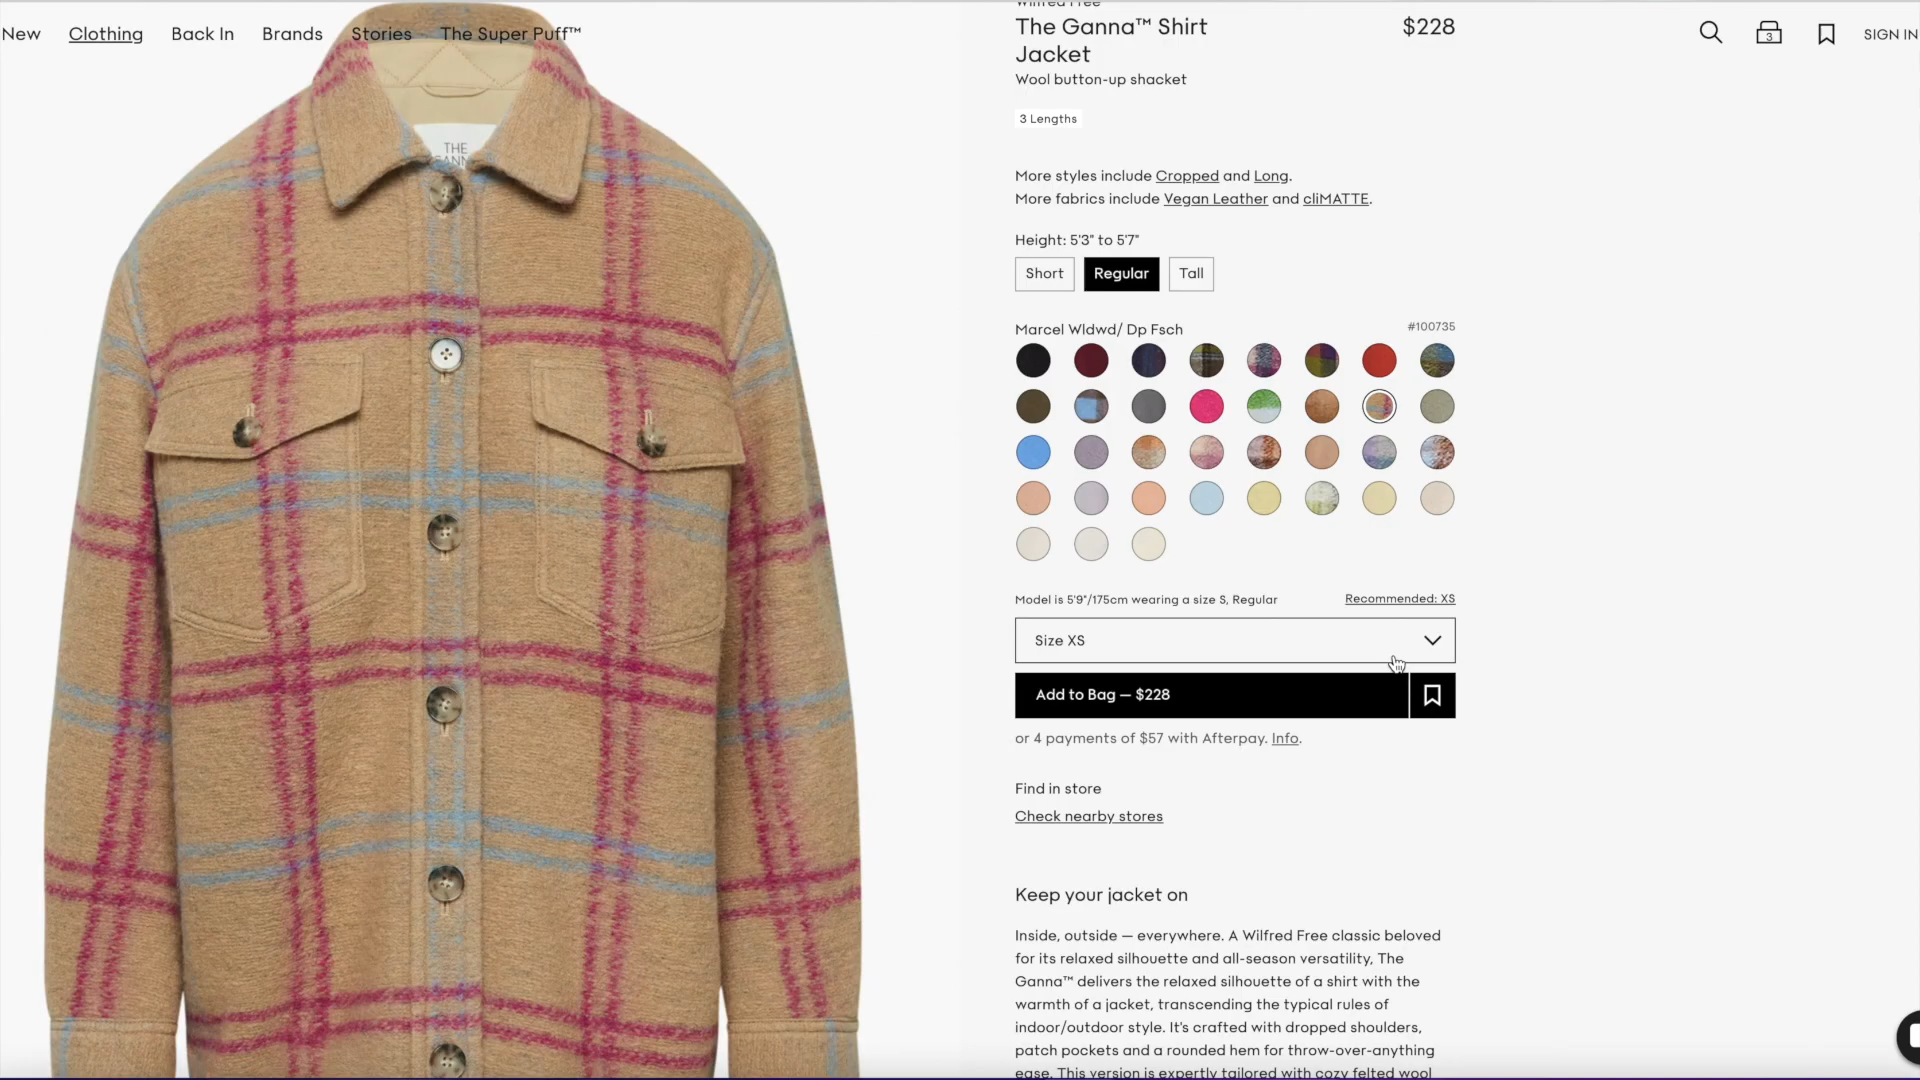 Wilfred Free
New Clothing Back In Brands Stories The Super Puff™
3
SIGN IN
The Ganna™ Shirt
Jacket
$228
Wool button-up shacket
3 Lengths
More styles include Cropped and Long.
More fabrics include Vegan Leather and cliMATTE.
Height: 5'3" to 5'7"
Short Regular Tall
Marcel Wldwd/ Dp Fsch
#100735
Model is 5'9"/175cm wearing a size S, Regular
Recommended: XS
Size XS
Add to Bag — $228
or 4 payments of $57 with Afterpay. Info.
Find in store
Check nearby stores
Keep your jacket on
Inside, outside — everywhere. A Wilfred Free classic beloved
for its relaxed silhouette and all-season versatility, The
Ganna™ delivers the relaxed silhouette of a shirt with the
warmth of a jacket, transcending the typical rules of
indoor/outdoor style. It's crafted with dropped shoulders,
patch pockets and a rounded hem for throw-over-anything
ease. This version is expertly tailored with cozy felted wool
THE
GANN